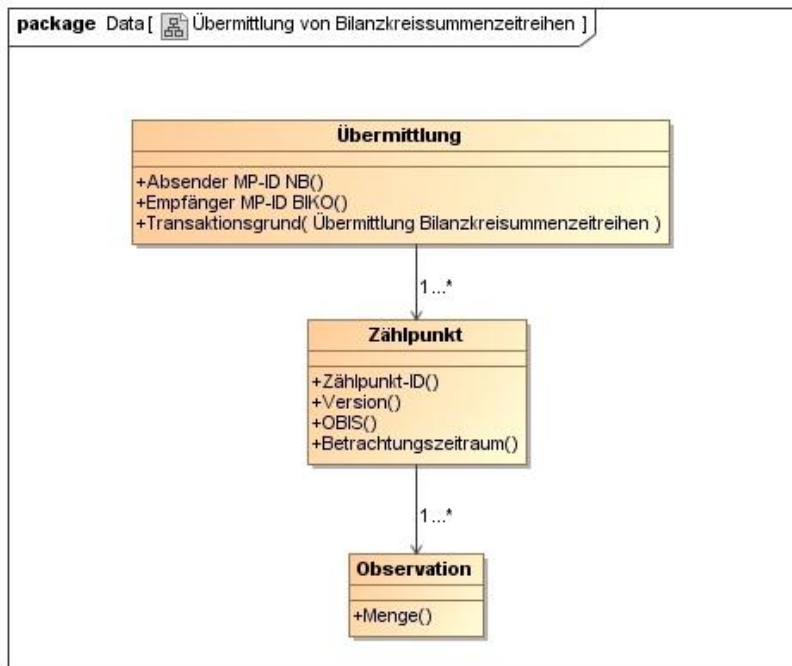 package Data [ Übermittlung von Bilanzkreissummenzeitreihen ]
Übermittlung
+Absender MP-ID NB()
+Empfänger MP-ID BIKO()
+Transaktionsgrund( Übermittlung Bilanzkreisummenzeitreihen )
1...*
Zählpunkt
+Zählpunkt-ID()
+Version()
+OBIS()
+Betrachtungszeitraum()
1...*
Observation
+Menge()